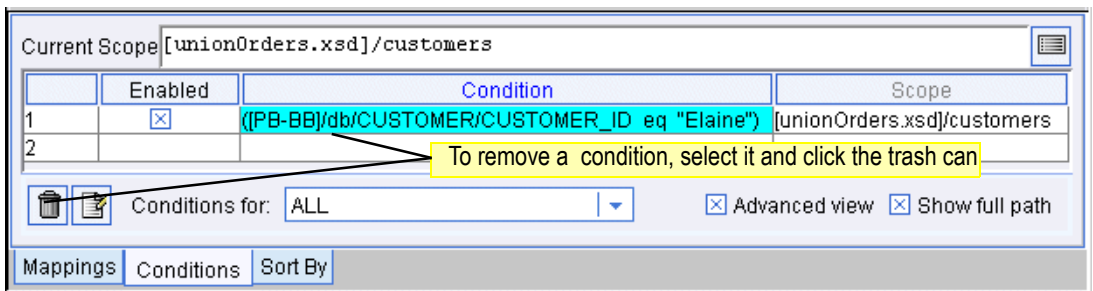 Current Scope [unionOrders.xsd]/customers
Enabled Condition Scope
1 ([PB-BB]/db/CUSTOMER/CUSTOMER_ID eq "Elaine") [unionOrders.xsd]/customers
2
To remove a condition, select it and click the trash can
Conditions for: ALL Advanced view Show full path
Mappings Conditions Sort By